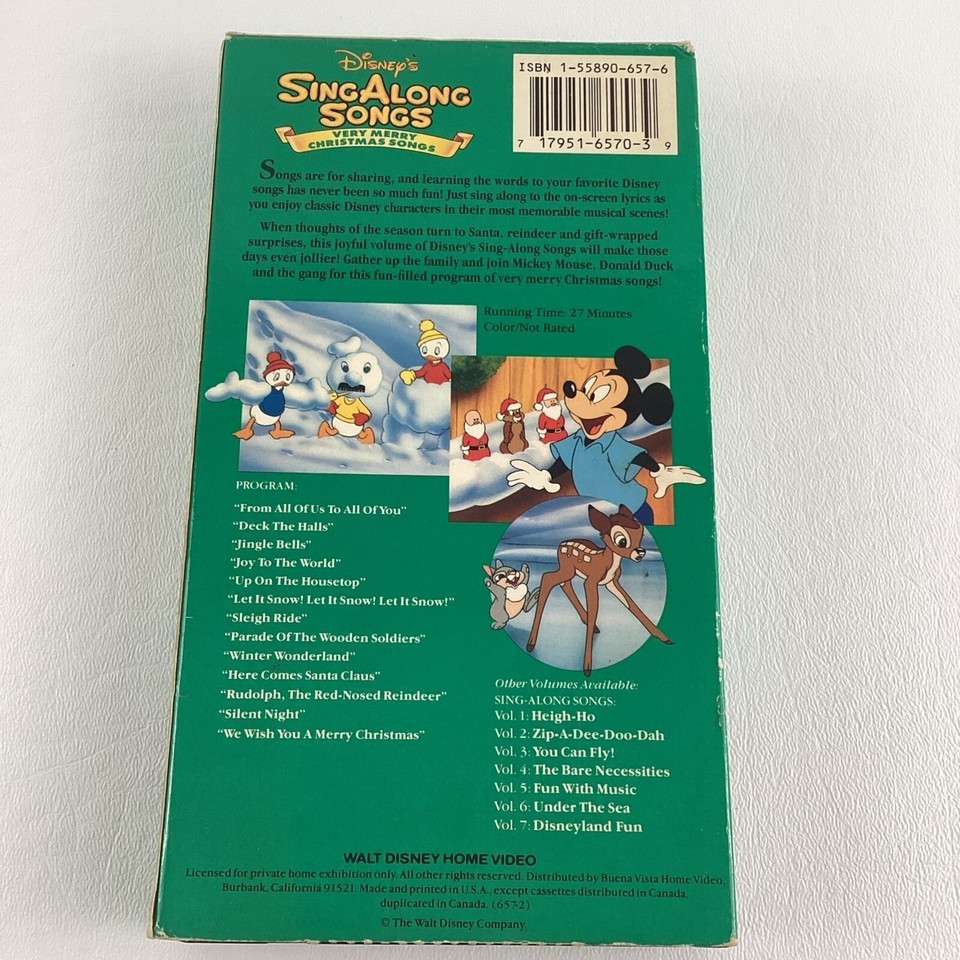 Disney's
SING ALONG
SONGS
VERY MERRY
CHRISTMAS SONGS
ISBN 1-55890-657-6
7 17951-6570-3 9
Songs are for sharing, and learning the words to your favorite Disney
songs has never been so much fun! Just sing along to the on-screen lyrics as
you enjoy classic Disney characters in their most memorable musical scenes!
When thoughts of the season turn to Santa, reindeer and gift-wrapped
surprises, this joyful volume of Disney's Sing-Along Songs will make those
days even jollier! Gather up the family and join Mickey Mouse, Donald Duck
and the gang for this fun-filled program of very merry Christmas songs!
Running Time: 27 Minutes
Color/Not Rated
PROGRAM:
"From All Of Us To All Of You"
"Deck The Halls"
"Jingle Bells"
"Joy To The World"
"Up On The Housetop"
"Let It Snow! Let It Snow! Let It Snow!"
"Sleigh Ride"
"Parade Of The Wooden Soldiers"
"Winter Wonderland"
"Here Comes Santa Claus"
"Rudolph, The Red-Nosed Reindeer"
"Silent Night"
"We Wish You A Merry Christmas"
Other Volumes Available:
SING-ALONG SONGS:
Vol. 1: Heigh-Ho
Vol. 2: Zip-A-Dee-Doo-Dah
Vol. 3: You Can Fly!
Vol. 4: The Bare Necessities
Vol. 5: Fun With Music
Vol. 6: Under The Sea
Vol. 7: Disneyland Fun
WALT DISNEY HOME VIDEO
Licensed for private home exhibition only. All other rights reserved. Distributed by Buena Vista Home Video,
Burbank, California 91521. Made and printed in U.S.A., except cassettes distributed in Canada,
duplicated in Canada. (657-2)
© The Walt Disney Company.